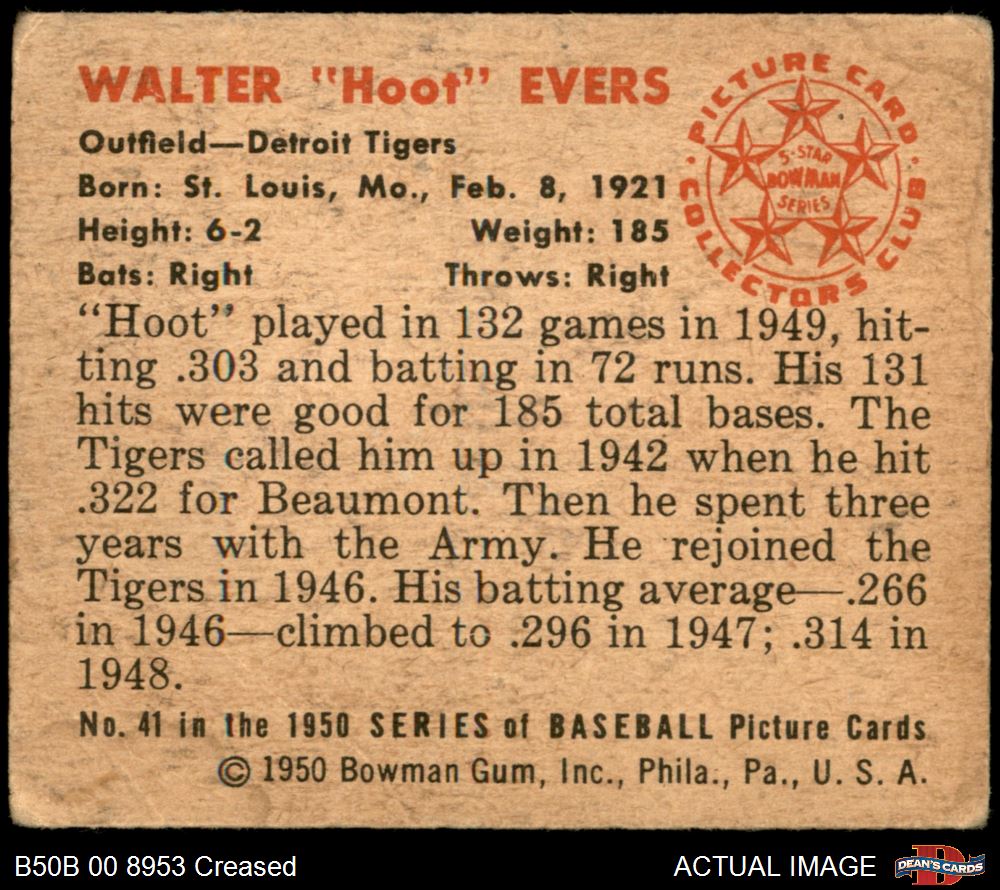 WALTER "Hoot" EVERS
Outfield—Detroit Tigers
Born: St. Louis, Mo., Feb. 8, 1921
Height: 6-2 Weight: 185
Bats: Right Throws: Right
PICTURE CARD COLLECTORS CLUB
5-STAR
BOWMAN
SERIES
"Hoot" played in 132 games in 1949, hit-
ting .303 and batting in 72 runs. His 131
hits were good for 185 total bases. The
Tigers called him up in 1942 when he hit
.322 for Beaumont. Then he spent three
years with the Army. He rejoined the
Tigers in 1946. His batting average—.266
in 1946—climbed to .296 in 1947; .314 in
1948.
No. 41 in the 1950 SERIES of BASEBALL Picture Cards
© 1950 Bowman Gum, Inc., Phila., Pa., U. S. A.
B50B 00 8953 Creased
ACTUAL IMAGE
DEAN'S CARDS